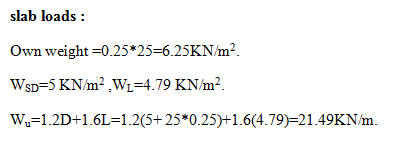 slab loads :
Own weight =0.25*25=6.25KN/m².
WSD=5 KN/m² ,WL=4.79 KN/m².
Wu=1.2D+1.6L=1.2(5+ 25*0.25)+1.6(4.79)=21.49KN/m.